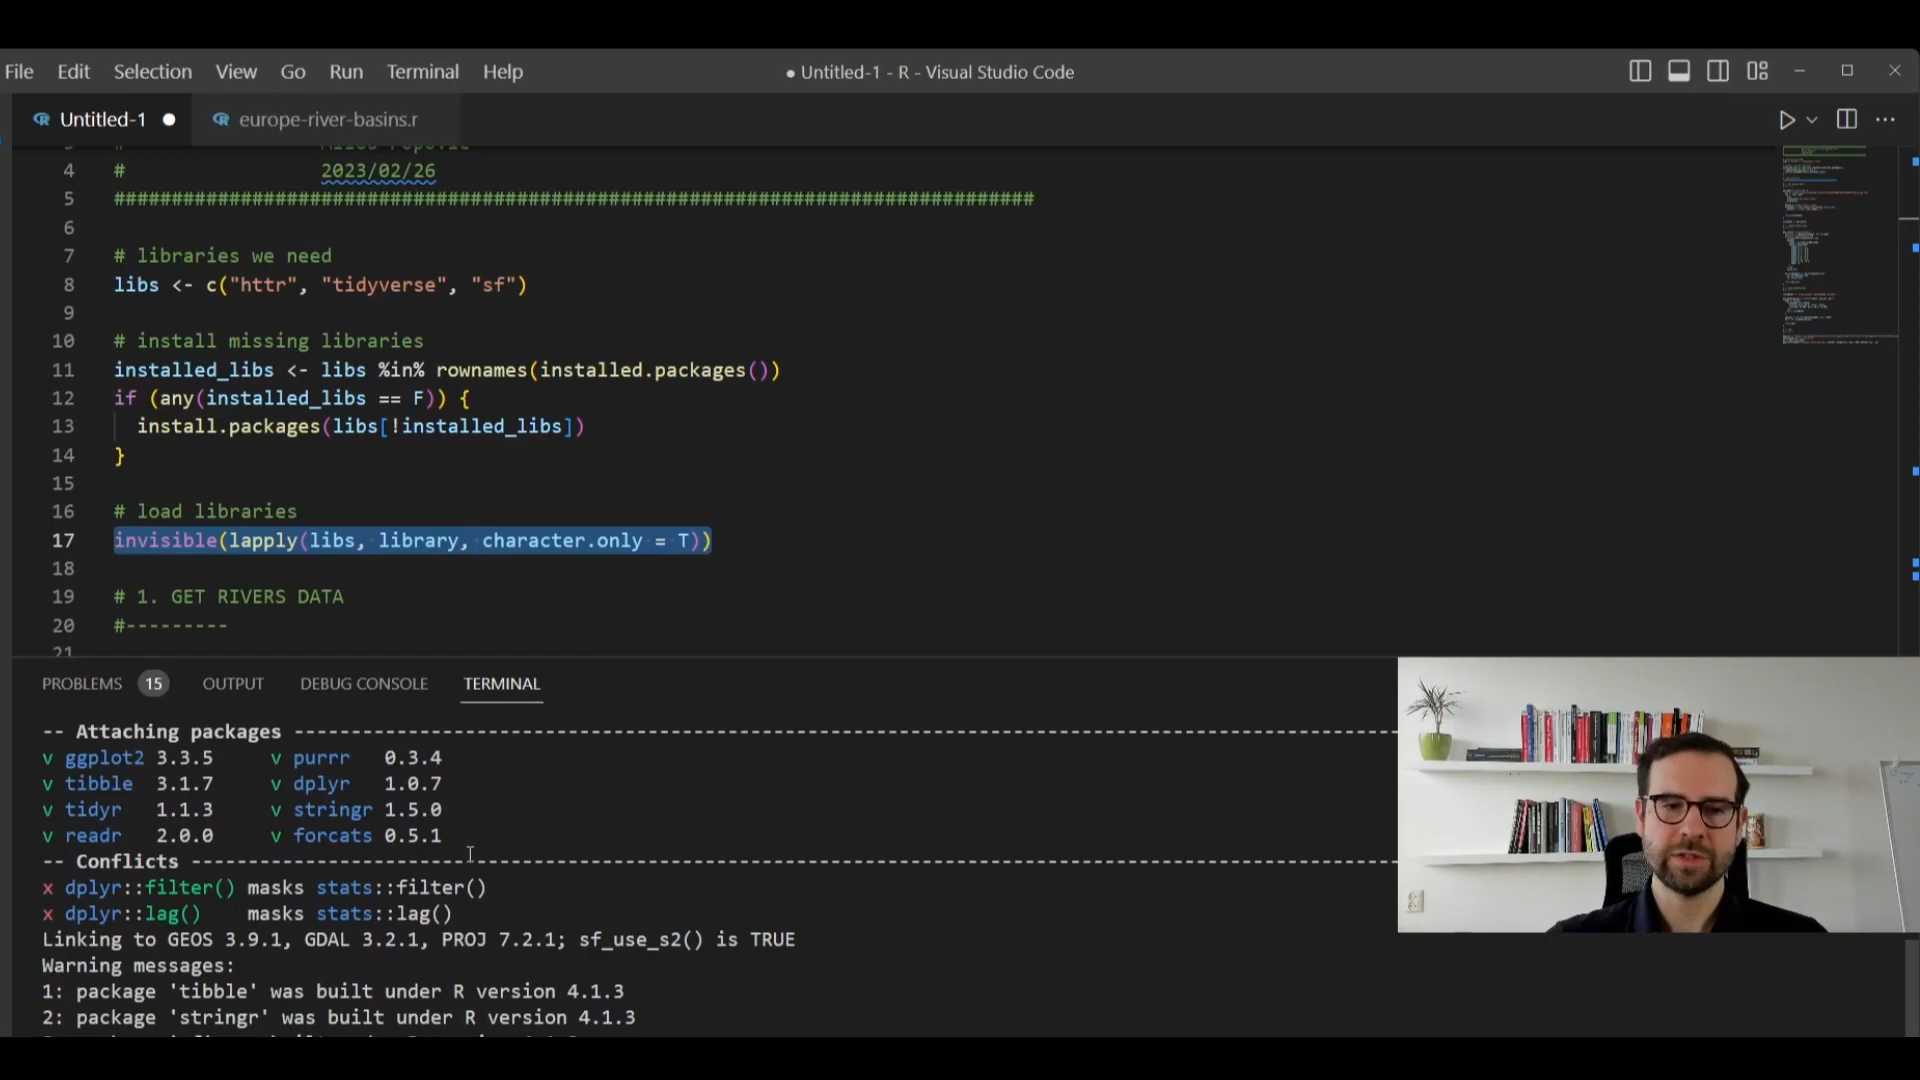 File Edit Selection View Go Run Terminal Help
● Untitled-1 - R - Visual Studio Code
Untitled-1
europe-river-basins.r
4 # 2023/02/26
5 ################################################################################
6
7 # libraries we need
8 libs <- c("httr", "tidyverse", "sf")
9
10 # install missing libraries
11 installed_libs <- libs %in% rownames(installed.packages())
12 if (any(installed_libs == F)) {
13 install.packages(libs[!installed_libs])
14 }
15
16 # load libraries
17 invisible(lapply(libs, library, character.only = T))
18
19 # 1. GET RIVERS DATA
20 #---------
21
PROBLEMS 15 OUTPUT DEBUG CONSOLE TERMINAL
-- Attaching packages ----------
v ggplot2 3.3.5 v purrr 0.3.4
v tibble 3.1.7 v dplyr 1.0.7
v tidyr 1.1.3 v stringr 1.5.0
v readr 2.0.0 v forcats 0.5.1
-- Conflicts ----------
x dplyr::filter() masks stats::filter()
x dplyr::lag() masks stats::lag()
Linking to GEOS 3.9.1, GDAL 3.2.1, PROJ 7.2.1; sf_use_s2() is TRUE
Warning messages:
1: package 'tibble' was built under R version 4.1.3
2: package 'stringr' was built under R version 4.1.3